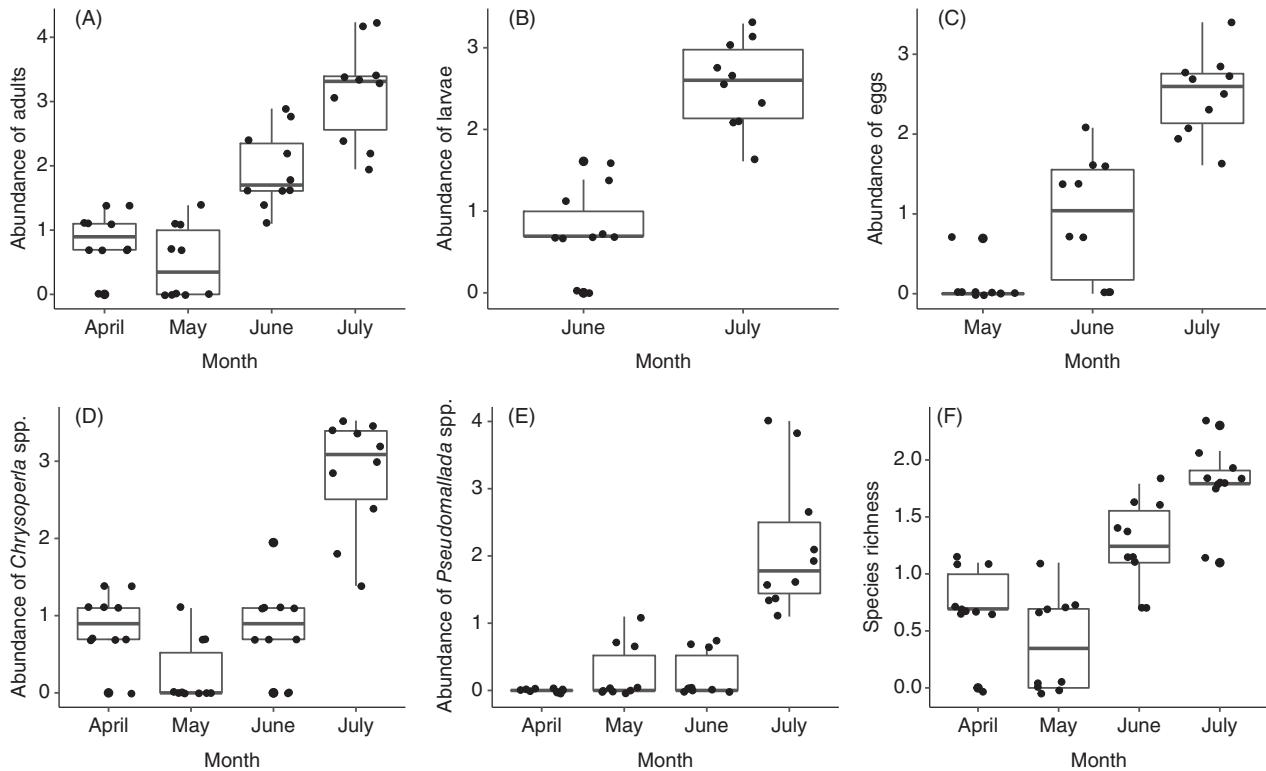 (A)
Abundance of adults
4
3
2
1
0
April May June July
Month
(B)
Abundance of larvae
3
2
1
0
June July
Month
(C)
Abundance of eggs
3
2
1
0
May June July
Month
(D)
Abundance of Chrysoperla spp.
3
2
1
0
April May June July
Month
(E)
Abundance of Pseudomallada spp.
4
3
2
1
0
April May June July
Month
(F)
Species richness
2.0
1.5
1.0
0.5
0.0
April May June July
Month